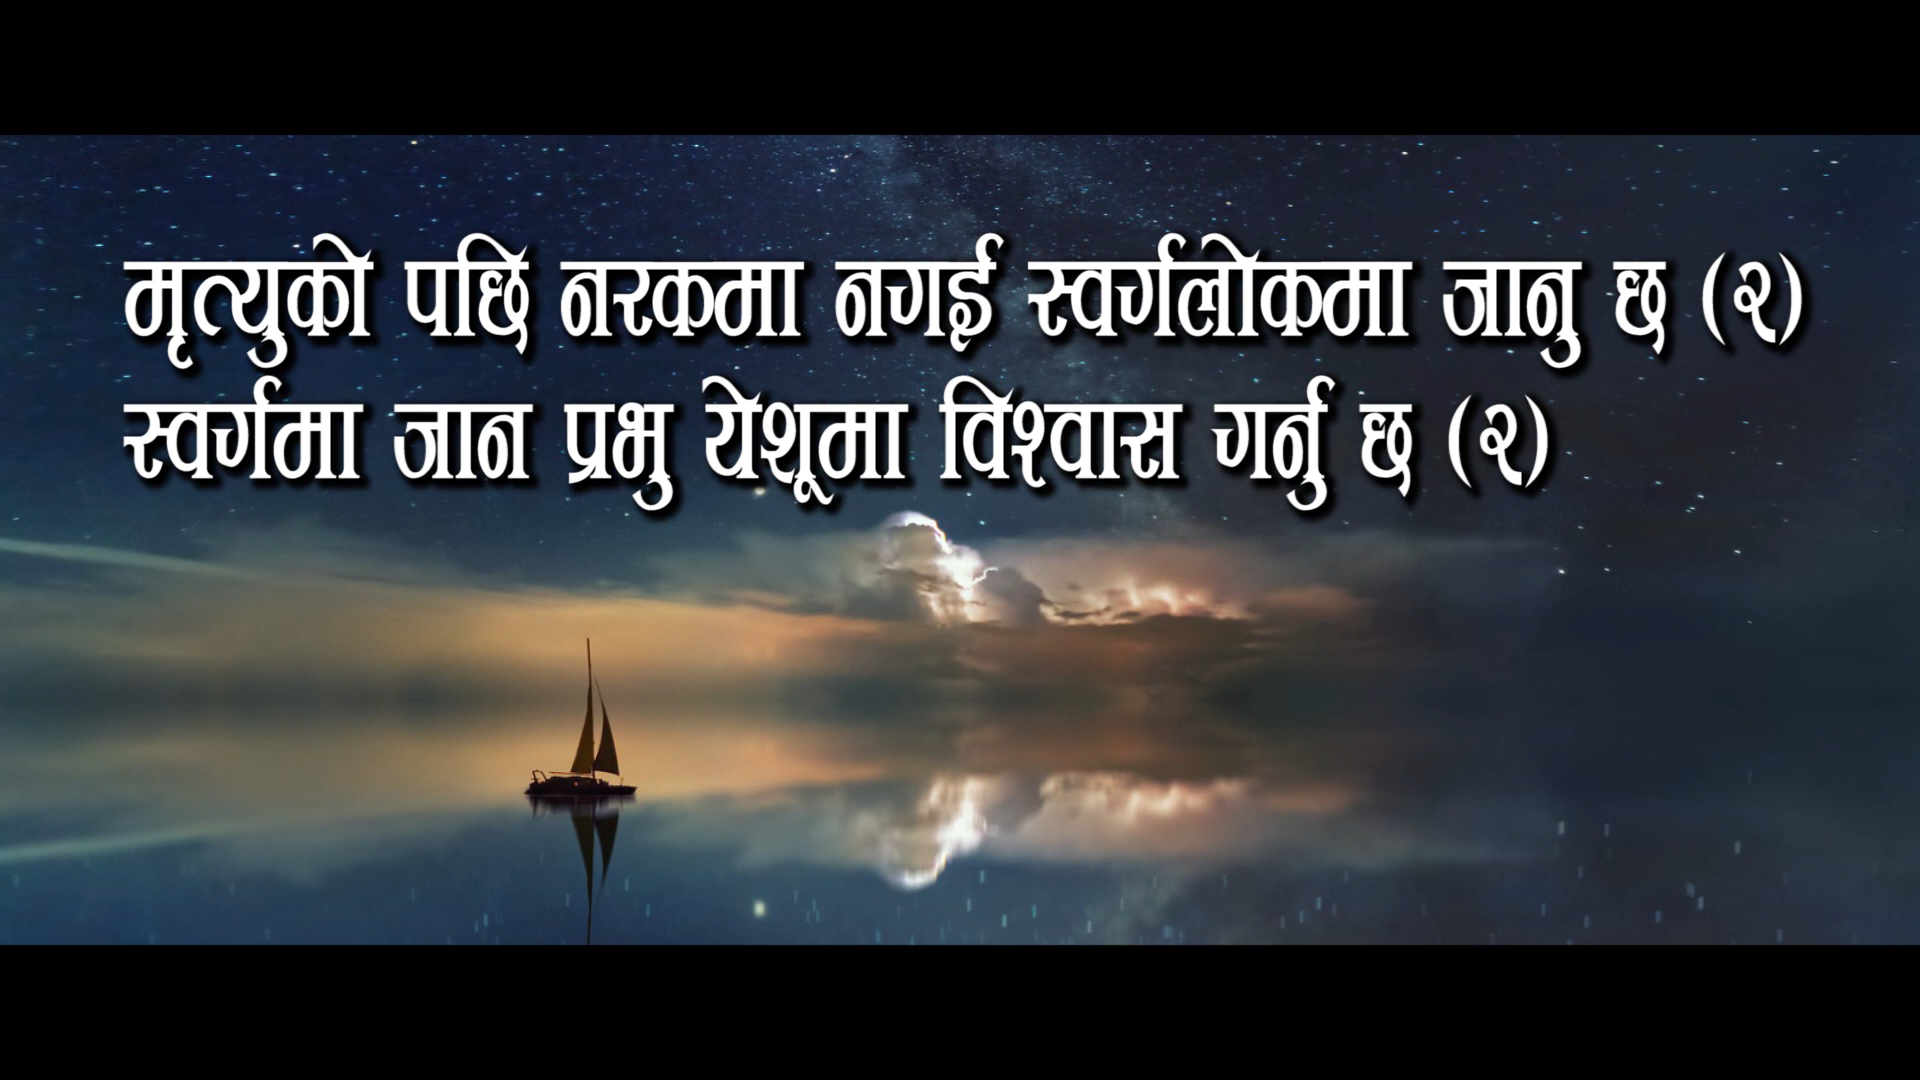 मृत्युको पछि नरकमा नगई स्वर्गलोकमा जानु छ (२)
स्वर्गमा जान प्रभु येशूमा विश्वास गर्नु छ (२)